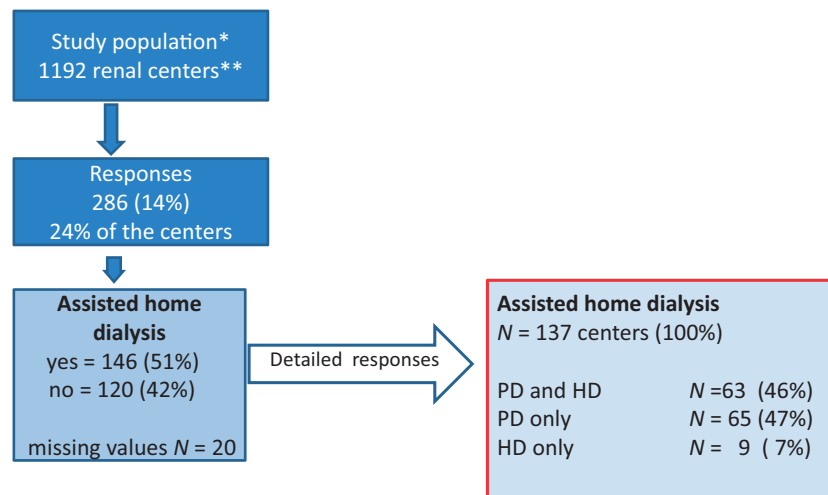 Study population*
1192 renal centers**
Responses
286 (14%)
24% of the centers
Assisted home
dialysis
yes = 146 (51%)
no = 120 (42%)
missing values N = 20
Detailed responses
Assisted home dialysis
N = 137 centers (100%)
PD and HD N =63 (46%)
PD only N = 65 (47%)
HD only N = 9 ( 7%)